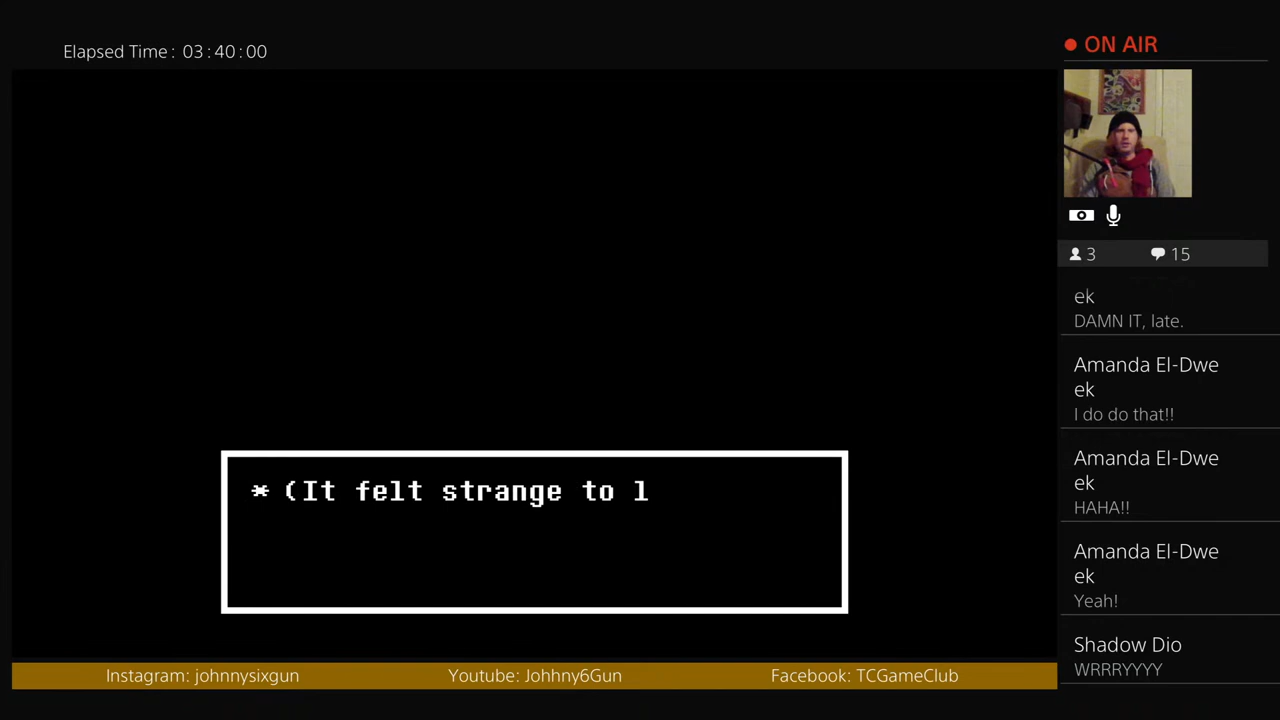 Elapsed Time: 03:40:00
ON AIR
3 15
ek
DAMN IT, late.
Amanda El-Dwe
ek
I do do that!!
Amanda El-Dwe
ek
HAHA!!
Amanda El-Dwe
ek
Yeah!
Shadow Dio
WRRRYYYY
* (It felt strange to l
Instagram: johnnysixgun Youtube: Johhny6Gun Facebook: TCGameClub